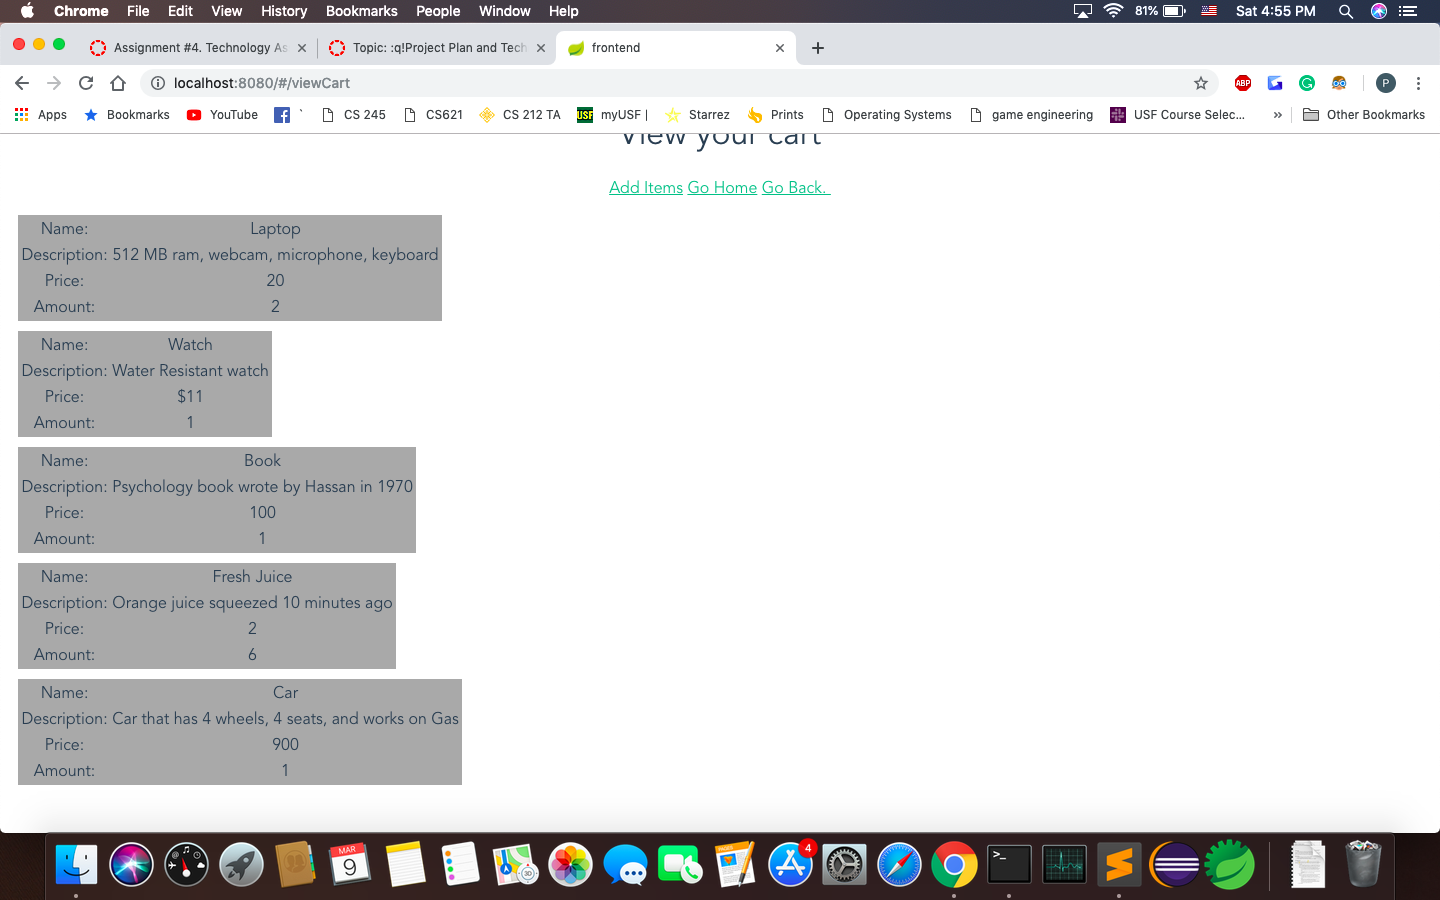 Chrome File Edit View History Bookmarks People Window Help 81% Sat 4:55 PM
Assignment #4. Technology As Topic: :q!Project Plan and Tech frontend
localhost:8080/#/viewCart ABP G P
Apps Bookmarks YouTube ` CS 245 CS621 CS 212 TA USF myUSF | Starrez Prints Operating Systems game engineering USF Course Selec... » Other Bookmarks
View your cart
Add Items Go Home Go Back.
Name: Laptop
Description: 512 MB ram, webcam, microphone, keyboard
Price: 20
Amount: 2
Name: Watch
Description: Water Resistant watch
Price: $11
Amount: 1
Name: Book
Description: Psychology book wrote by Hassan in 1970
Price: 100
Amount: 1
Name: Fresh Juice
Description: Orange juice squeezed 10 minutes ago
Price: 2
Amount: 6
Name: Car
Description: Car that has 4 wheels, 4 seats, and works on Gas
Price: 900
Amount: 1
MAR
9
3D
PAGES
4
>_